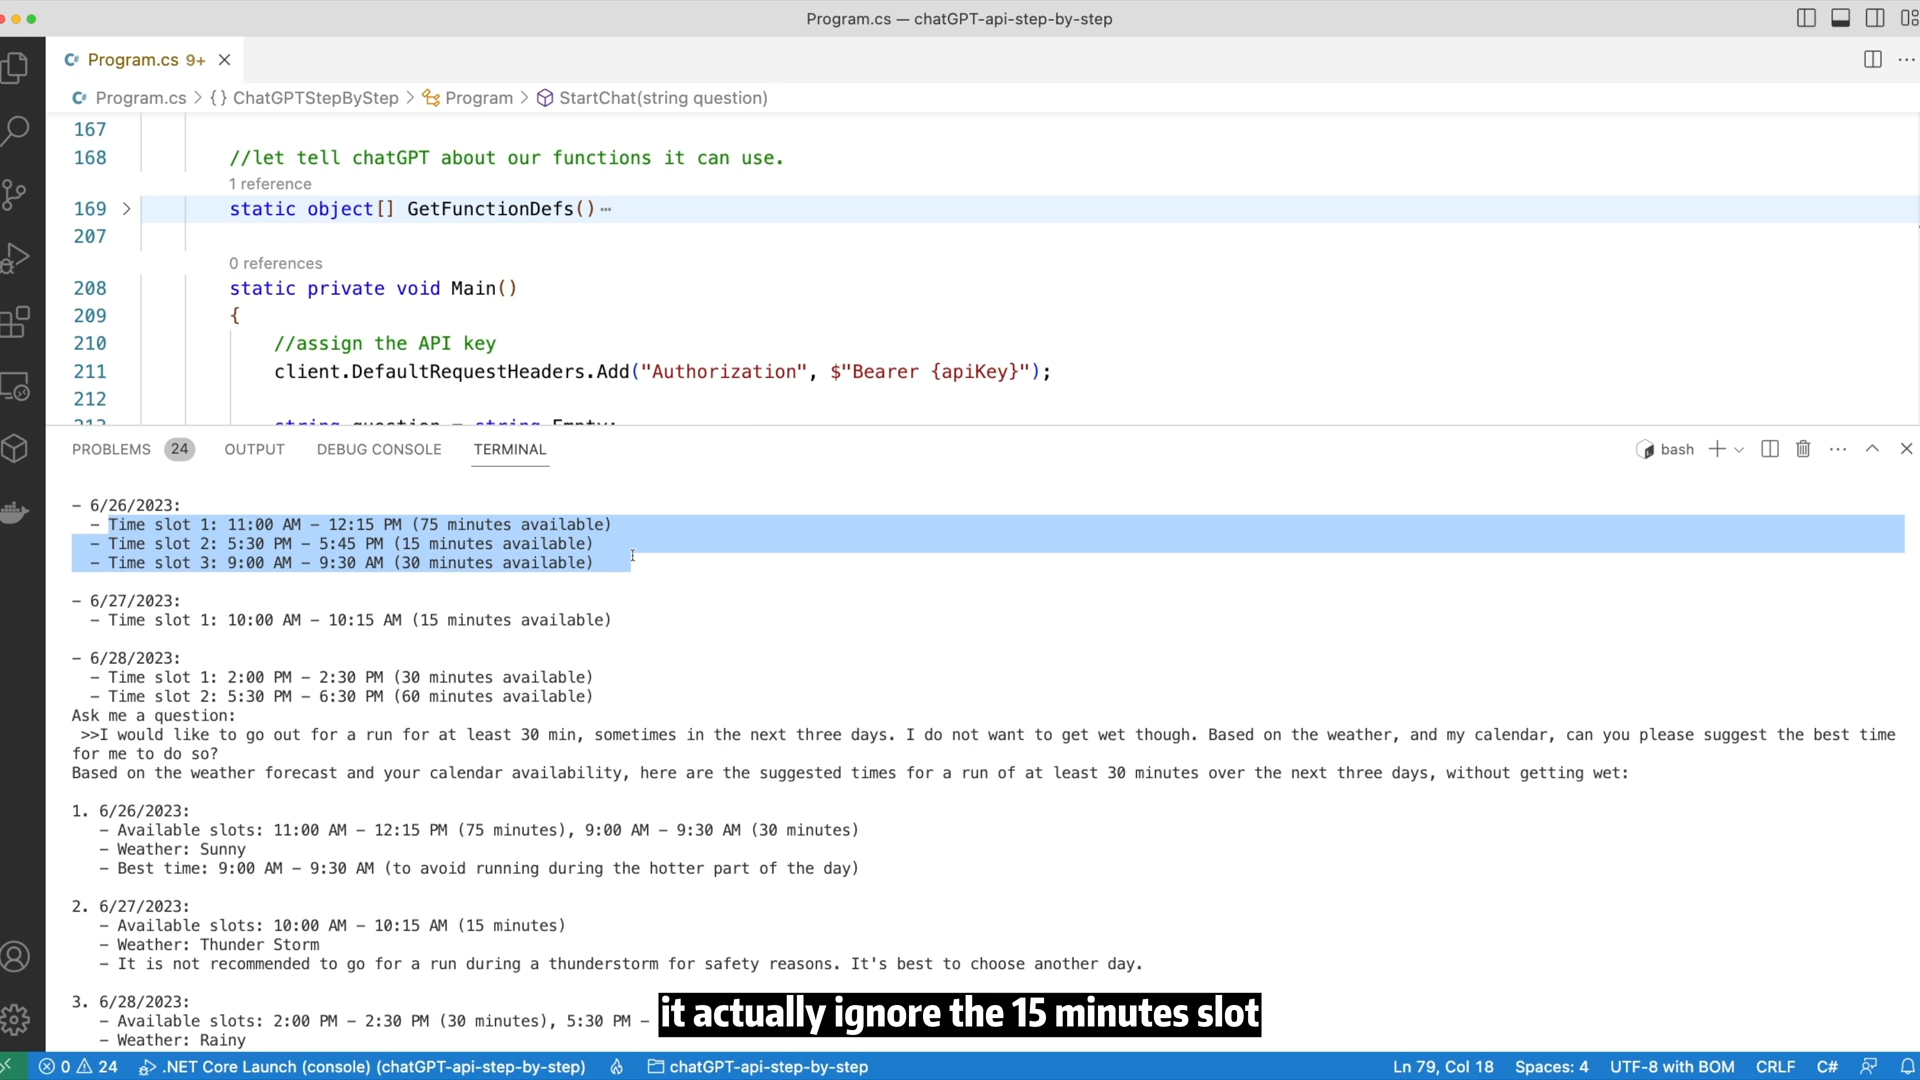 Program.cs — chatGPT-api-step-by-step
Program.cs 9+
Program.cs > {} ChatGPTStepByStep > Program > StartChat(string question)
167
168 //let tell chatGPT about our functions it can use.
1 reference
169 static object[] GetFunctionDefs() ⋯
207
0 references
208 static private void Main()
209 {
210 //assign the API key
211 client.DefaultRequestHeaders.Add("Authorization", $"Bearer {apiKey}");
212
213 string question = string Empty;
PROBLEMS 24 OUTPUT DEBUG CONSOLE TERMINAL bash
– 6/26/2023:
– Time slot 1: 11:00 AM – 12:15 PM (75 minutes available)
– Time slot 2: 5:30 PM – 5:45 PM (15 minutes available)
– Time slot 3: 9:00 AM – 9:30 AM (30 minutes available)
– 6/27/2023:
– Time slot 1: 10:00 AM – 10:15 AM (15 minutes available)
– 6/28/2023:
– Time slot 1: 2:00 PM – 2:30 PM (30 minutes available)
– Time slot 2: 5:30 PM – 6:30 PM (60 minutes available)
Ask me a question:
>>I would like to go out for a run for at least 30 min, sometimes in the next three days. I do not want to get wet though. Based on the weather, and my calendar, can you please suggest the best time
for me to do so?
Based on the weather forecast and your calendar availability, here are the suggested times for a run of at least 30 minutes over the next three days, without getting wet:
1. 6/26/2023:
– Available slots: 11:00 AM – 12:15 PM (75 minutes), 9:00 AM – 9:30 AM (30 minutes)
– Weather: Sunny
– Best time: 9:00 AM – 9:30 AM (to avoid running during the hotter part of the day)
2. 6/27/2023:
– Available slots: 10:00 AM – 10:15 AM (15 minutes)
– Weather: Thunder Storm
– It is not recommended to go for a run during a thunderstorm for safety reasons. It's best to choose another day.
3. 6/28/2023:
– Available slots: 2:00 PM – 2:30 PM (30 minutes), 5:30 PM –
it actually ignore the 15 minutes slot
– Weather: Rainy
0 24 .NET Core Launch (console) (chatGPT-api-step-by-step) chatGPT-api-step-by-step Ln 79, Col 18 Spaces: 4 UTF-8 with BOM CRLF C#